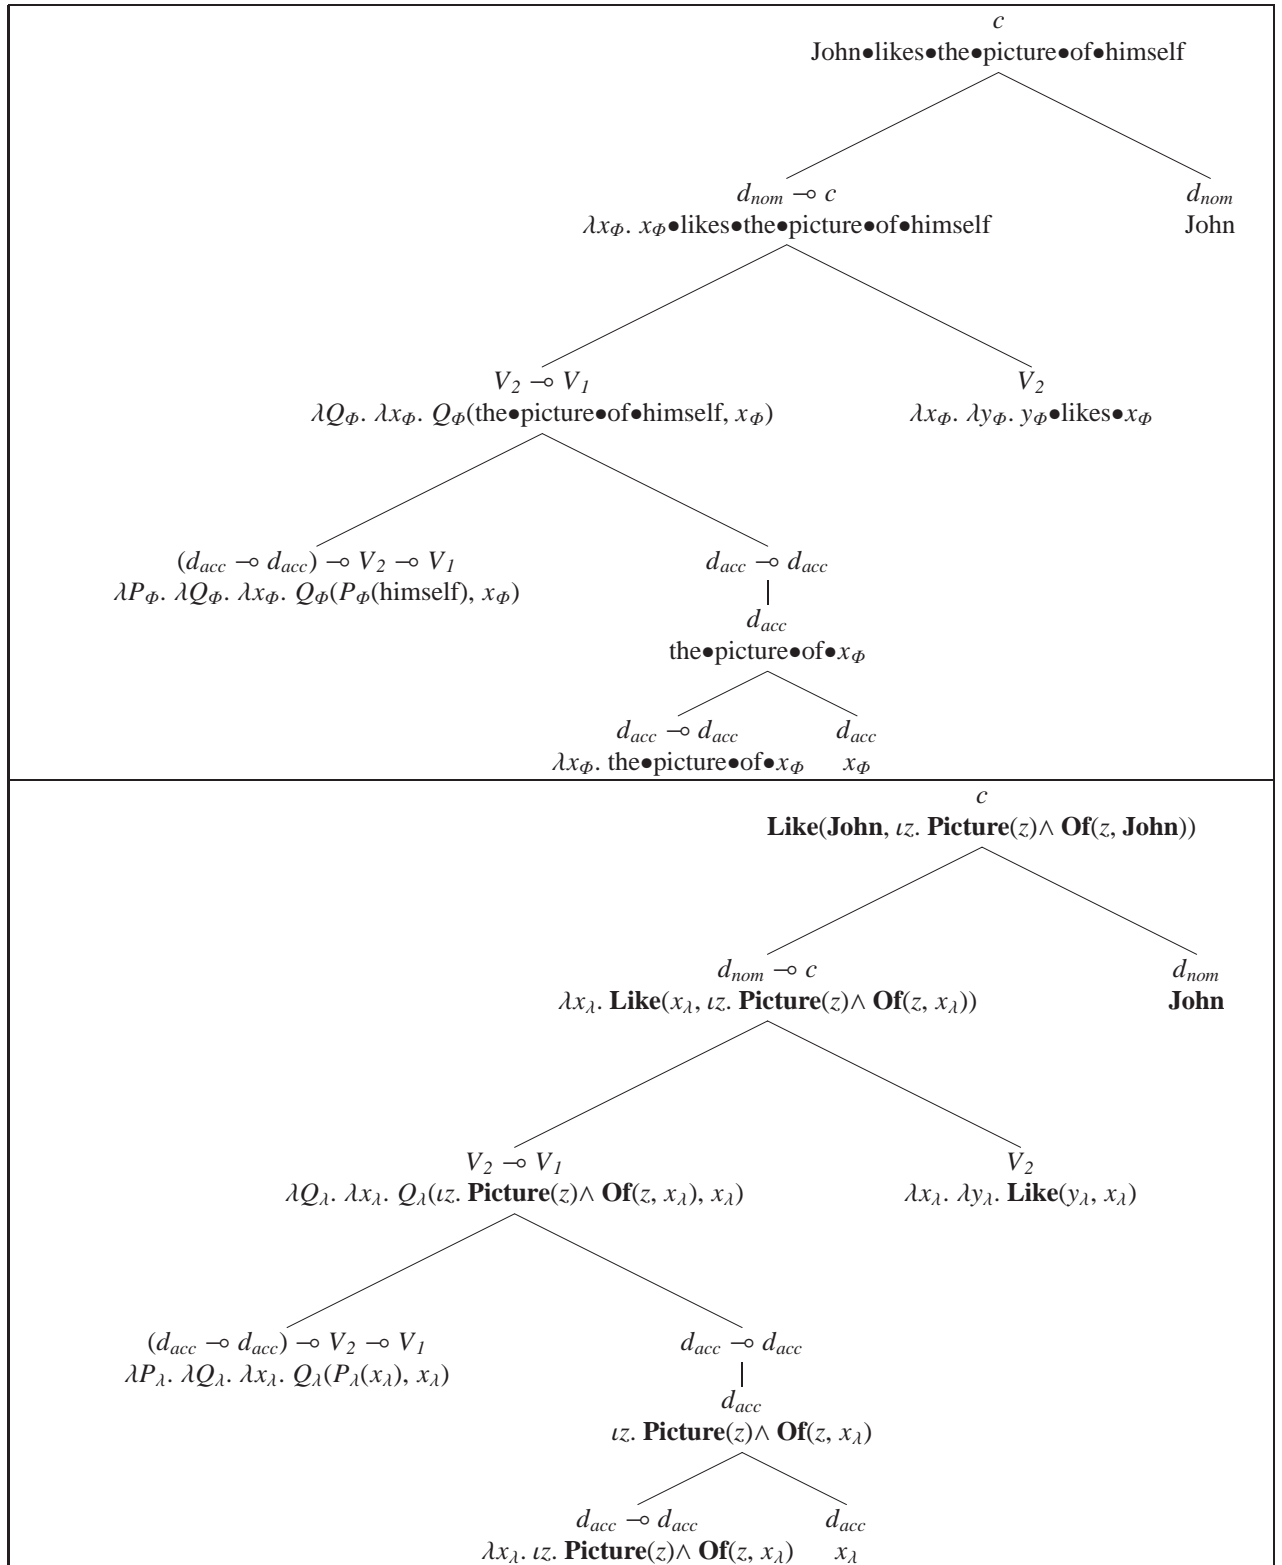 c
John●likes●the●picture●of●himself
d_nom ⊸ c d_nom
λx_Φ. x_Φ●likes●the●picture●of●himself John
V_2 ⊸ V_1 V_2
λQ_Φ. λx_Φ. Q_Φ(the●picture●of●himself, x_Φ) λx_Φ. λy_Φ. y_Φ●likes●x_Φ
(d_acc ⊸ d_acc) ⊸ V_2 ⊸ V_1 d_acc ⊸ d_acc
λP_Φ. λQ_Φ. λx_Φ. Q_Φ(P_Φ(himself), x_Φ)
d_acc
the●picture●of●x_Φ
d_acc ⊸ d_acc d_acc
λx_Φ. the●picture●of●x_Φ x_Φ
c
Like(John, ιz. Picture(z)∧ Of(z, John))
d_nom ⊸ c d_nom
λx_λ. Like(x_λ, ιz. Picture(z)∧ Of(z, x_λ)) John
V_2 ⊸ V_1 V_2
λQ_λ. λx_λ. Q_λ(ιz. Picture(z)∧ Of(z, x_λ), x_λ) λx_λ. λy_λ. Like(y_λ, x_λ)
(d_acc ⊸ d_acc) ⊸ V_2 ⊸ V_1 d_acc ⊸ d_acc
λP_λ. λQ_λ. λx_λ. Q_λ(P_λ(x_λ), x_λ)
d_acc
ιz. Picture(z)∧ Of(z, x_λ)
d_acc ⊸ d_acc d_acc
λx_λ. ιz. Picture(z)∧ Of(z, x_λ) x_λ